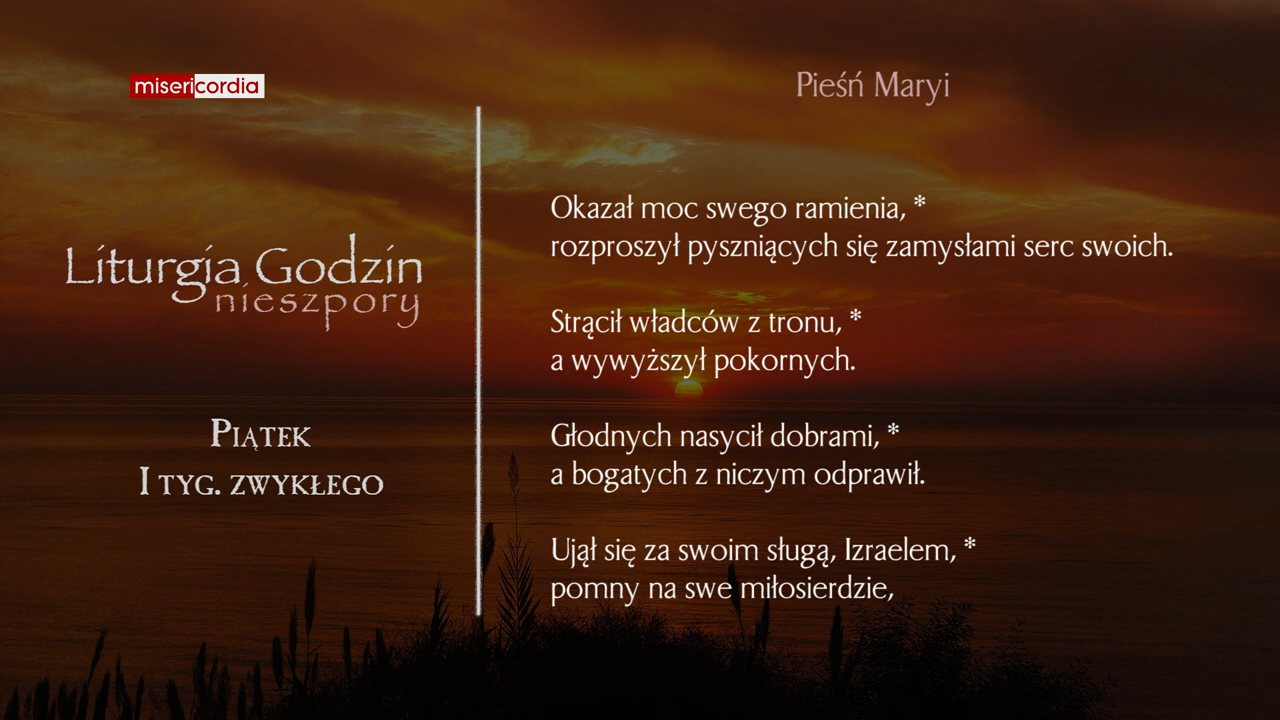 misericordia
Liturgia Godzin
nieszpory
Piątek
I tyg. zwykłego
Pieśń Maryi
Okazał moc swego ramienia, *
rozproszył pyszniących się zamysłami serc swoich.
Strącił władców z tronu, *
a wywyższył pokornych.
Głodnych nasycił dobrami, *
a bogatych z niczym odprawił.
Ujął się za swoim sługą, Izraelem, *
pomny na swe miłosierdzie,